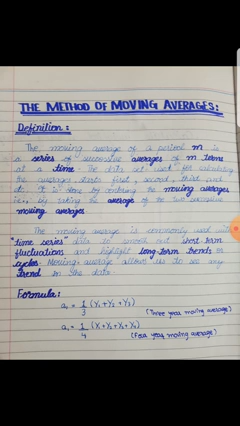 THE METHOD OF MOVING AVERAGES:
Definition:
The moving average of a period m is
a series of successive averages of m terms
at a time. The data set used for calculating
the average starts first, second, third and
etc. It is done by centering the moving averages
i.e., by taking the average of the two successive
moving averages.
The moving average is commonly used with
time series data to smooth out short term
fluctuations and highlight long-term trends or
cycles. Moving average allows us to see any
trend in the data.
Formula:
a₁ = 1/3 (Y₁+Y₂+Y₃) (Three year moving average)
a₁ = 1/4 (Y₁+Y₂+Y₃+Y₄) (Four year moving average)